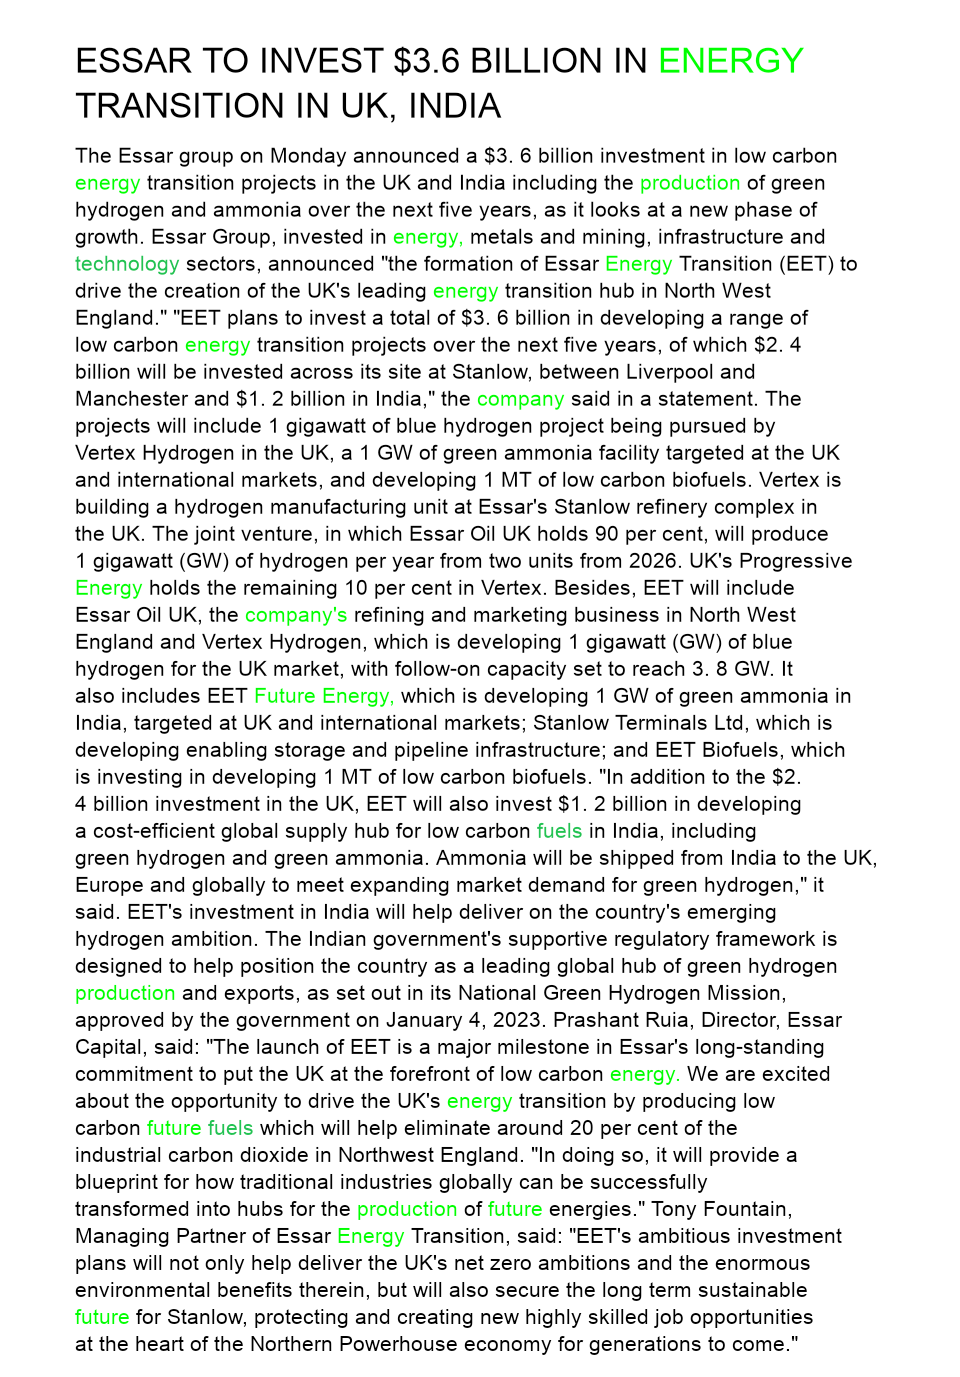 ESSAR TO INVEST $3.6 BILLION IN ENERGY
TRANSITION IN UK, INDIA
The Essar group on Monday announced a $3. 6 billion investment in low carbon
energy transition projects in the UK and India including the production of green
hydrogen and ammonia over the next five years, as it looks at a new phase of
growth. Essar Group, invested in energy, metals and mining, infrastructure and
technology sectors, announced "the formation of Essar Energy Transition (EET) to
drive the creation of the UK's leading energy transition hub in North West
England." "EET plans to invest a total of $3. 6 billion in developing a range of
low carbon energy transition projects over the next five years, of which $2. 4
billion will be invested across its site at Stanlow, between Liverpool and
Manchester and $1. 2 billion in India," the company said in a statement. The
projects will include 1 gigawatt of blue hydrogen project being pursued by
Vertex Hydrogen in the UK, a 1 GW of green ammonia facility targeted at the UK
and international markets, and developing 1 MT of low carbon biofuels. Vertex is
building a hydrogen manufacturing unit at Essar's Stanlow refinery complex in
the UK. The joint venture, in which Essar Oil UK holds 90 per cent, will produce
1 gigawatt (GW) of hydrogen per year from two units from 2026. UK's Progressive
Energy holds the remaining 10 per cent in Vertex. Besides, EET will include
Essar Oil UK, the company's refining and marketing business in North West
England and Vertex Hydrogen, which is developing 1 gigawatt (GW) of blue
hydrogen for the UK market, with follow-on capacity set to reach 3. 8 GW. It
also includes EET Future Energy, which is developing 1 GW of green ammonia in
India, targeted at UK and international markets; Stanlow Terminals Ltd, which is
developing enabling storage and pipeline infrastructure; and EET Biofuels, which
is investing in developing 1 MT of low carbon biofuels. "In addition to the $2.
4 billion investment in the UK, EET will also invest $1. 2 billion in developing
a cost-efficient global supply hub for low carbon fuels in India, including
green hydrogen and green ammonia. Ammonia will be shipped from India to the UK,
Europe and globally to meet expanding market demand for green hydrogen," it
said. EET's investment in India will help deliver on the country's emerging
hydrogen ambition. The Indian government's supportive regulatory framework is
designed to help position the country as a leading global hub of green hydrogen
production and exports, as set out in its National Green Hydrogen Mission,
approved by the government on January 4, 2023. Prashant Ruia, Director, Essar
Capital, said: "The launch of EET is a major milestone in Essar's long-standing
commitment to put the UK at the forefront of low carbon energy. We are excited
about the opportunity to drive the UK's energy transition by producing low
carbon future fuels which will help eliminate around 20 per cent of the
industrial carbon dioxide in Northwest England. "In doing so, it will provide a
blueprint for how traditional industries globally can be successfully
transformed into hubs for the production of future energies." Tony Fountain,
Managing Partner of Essar Energy Transition, said: "EET's ambitious investment
plans will not only help deliver the UK's net zero ambitions and the enormous
environmental benefits therein, but will also secure the long term sustainable
future for Stanlow, protecting and creating new highly skilled job opportunities
at the heart of the Northern Powerhouse economy for generations to come."